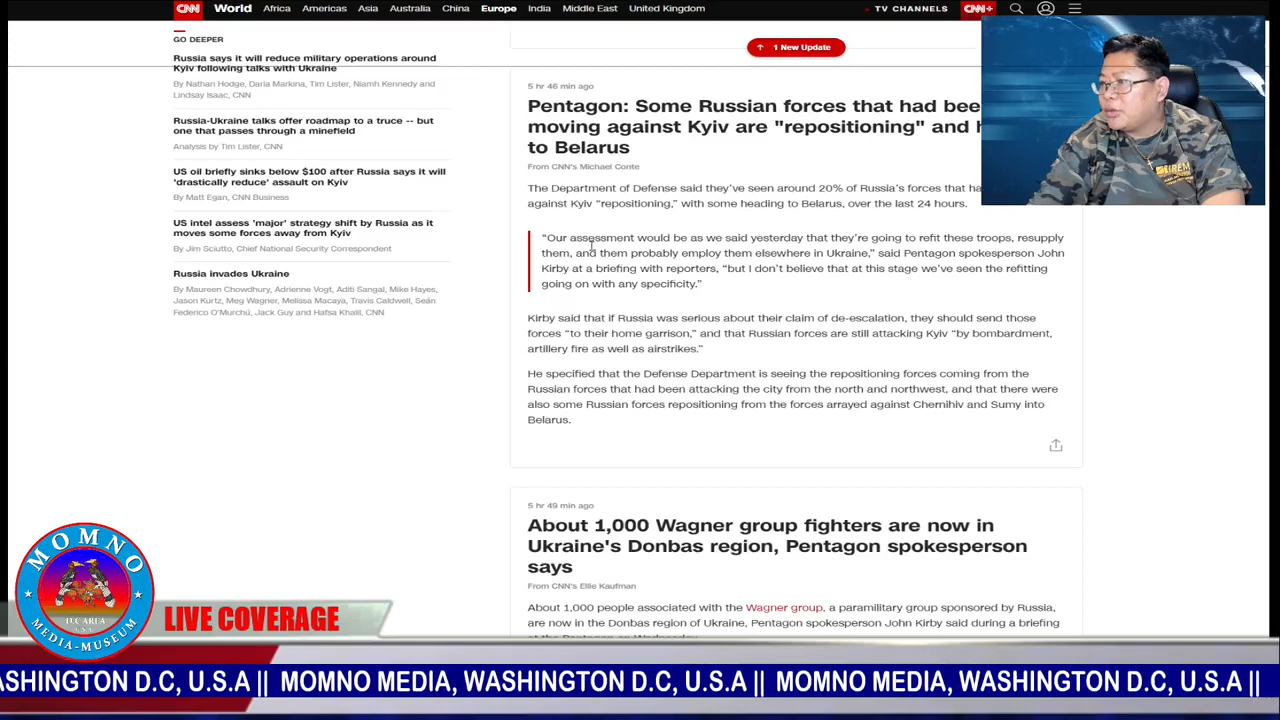 CNN World Africa Americas Asia Australia China Europe India Middle East United Kingdom TV CHANNELS CNN+
GO DEEPER
Russia says it will reduce military operations around
Kyiv following talks with Ukraine
By Nathan Hodge, Daria Markina, Tim Lister, Niamh Kennedy and
Lindsay Isaac, CNN
Russia-Ukraine talks offer roadmap to a truce -- but
one that passes through a minefield
Analysis by Tim Lister, CNN
US oil briefly sinks below $100 after Russia says it will
'drastically reduce' assault on Kyiv
By Matt Egan, CNN Business
US intel assess 'major' strategy shift by Russia as it
moves some forces away from Kyiv
By Jim Sciutto, Chief National Security Correspondent
Russia invades Ukraine
By Maureen Chowdhury, Adrienne Vogt, Aditi Sangal, Mike Hayes,
Jason Kurtz, Meg Wagner, Melissa Macaya, Travis Caldwell, Seán
Federico O'Murchú, Jack Guy and Hafsa Khalil, CNN
1 New Update
5 hr 46 min ago
Pentagon: Some Russian forces that had
moving against Kyiv are "repositioning" and
to Belarus
From CNN's Michael Conte
The Department of Defense said they've seen around 20% of Russia's forces that
against Kyiv "repositioning," with some heading to Belarus, over the last 24 hours.
“Our assessment would be as we said yesterday that they're going to refit these troops, resupply
them, and them probably employ them elsewhere in Ukraine,” said Pentagon spokesperson John
Kirby at a briefing with reporters, “but I don't believe that at this stage we've seen the refitting
going on with any specificity.”
Kirby said that if Russia was serious about their claim of de-escalation, they should send those
forces “to their home garrison,” and that Russian forces are still attacking Kyiv “by bombardment,
artillery fire as well as airstrikes.”
He specified that the Defense Department is seeing the repositioning forces coming from the
Russian forces that had been attacking the city from the north and northwest, and that there were
also some Russian forces repositioning from the forces arrayed against Chernihiv and Sumy into
Belarus.
5 hr 49 min ago
About 1,000 Wagner group fighters are now in
Ukraine's Donbas region, Pentagon spokesperson
says
From CNN's Ellie Kaufman
About 1,000 people associated with the Wagner group, a paramilitary group sponsored by Russia,
are now in the Donbas region of Ukraine, Pentagon spokesperson John Kirby said during a briefing
at the Pentagon on Wednesday.
MOMNO
U.S.A
MEDIA-MUSEUM
LIVE COVERAGE
WASHINGTON D.C, U.S.A || MOMNO MEDIA, WASHINGTON D.C, U.S.A || MOMNO MEDIA, WASHINGTON D.C, U.S.A ||